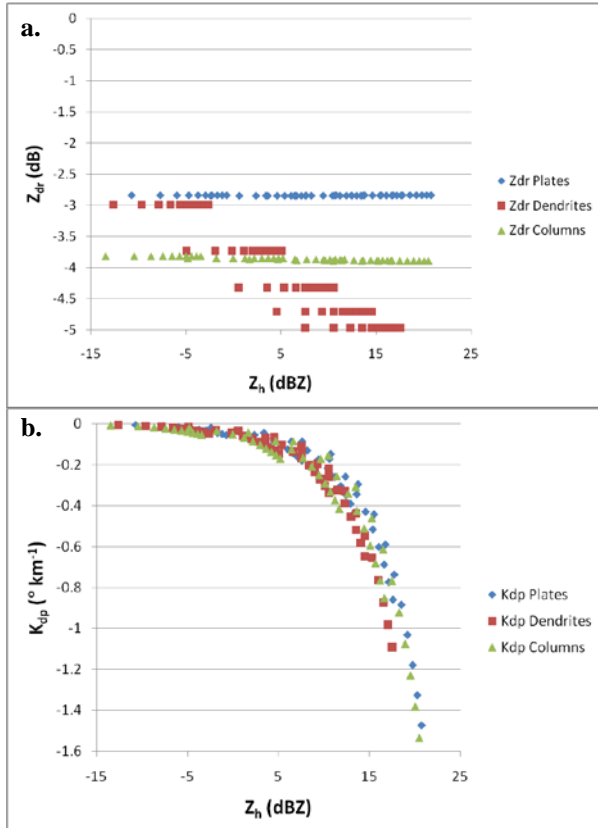 a.
0
-0.5
-1
-1.5
-2
-2.5
-3
-3.5
-4
-4.5
-5
Zdr (dB)
-15 -5 5 15 25
Zh (dBZ)
Zdr Plates
Zdr Dendrites
Zdr Columns
b.
0
-0.2
-0.4
-0.6
-0.8
-1
-1.2
-1.4
-1.6
Kdp (° km-1)
-15 -5 5 15 25
Zh (dBZ)
Kdp Plates
Kdp Dendrites
Kdp Columns